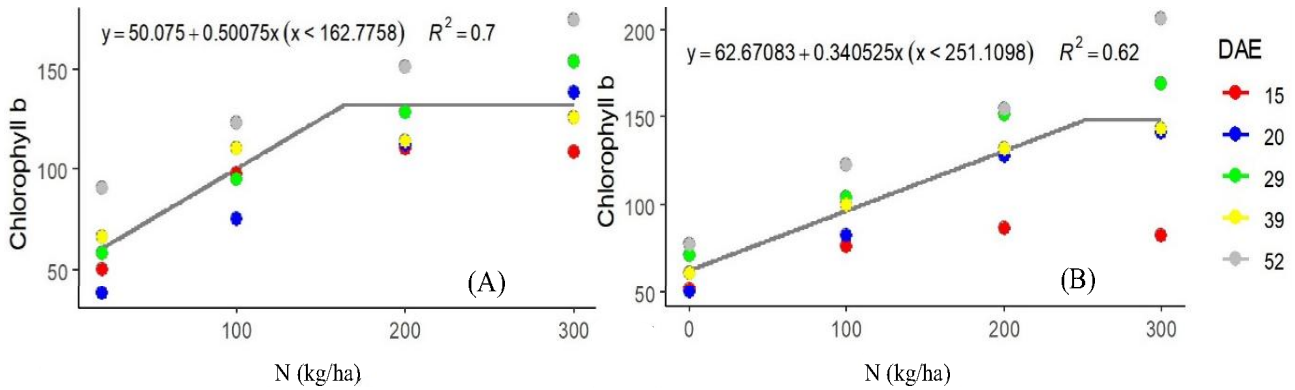 y = 50.075 + 0.50075x (x < 162.7758) R² = 0.7
Chlorophyll b
150
100
50
(A)
100
200
300
N (kg/ha)
y = 62.67083 + 0.340525x (x < 251.1098) R² = 0.62
Chlorophyll b
200
150
100
50
(B)
0
100
200
300
N (kg/ha)
DAE
15
20
29
39
52